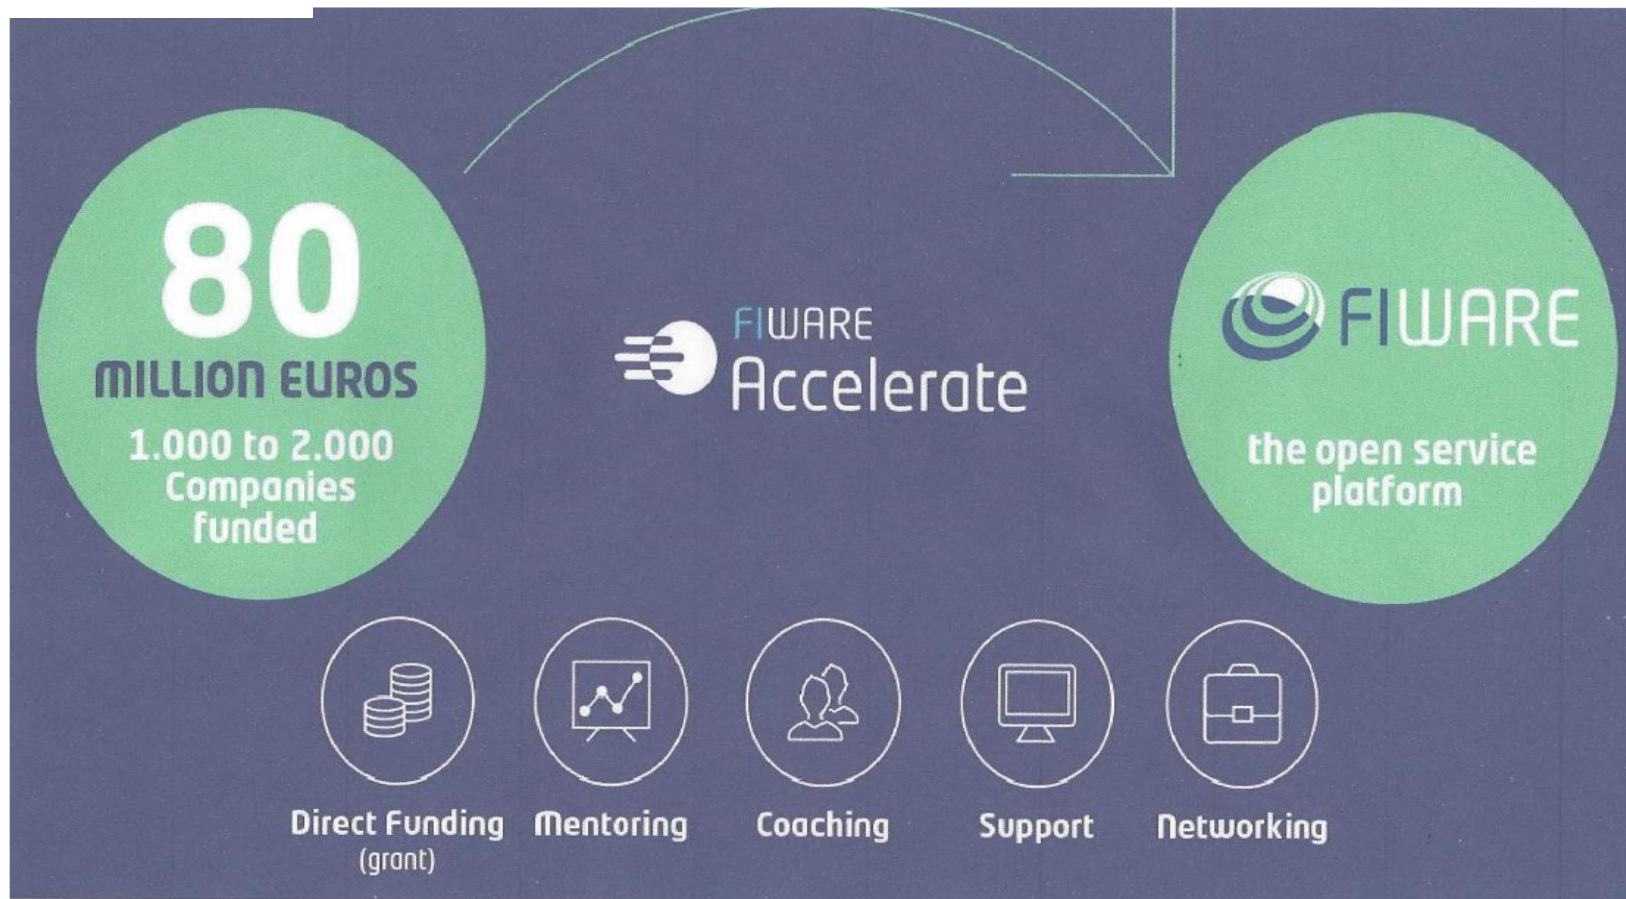 80
MILLION EUROS
1.000 to 2.000
Companies
funded
FIWARE
Accelerate
FIWARE
the open service
platform
Direct Funding
(grant)
Mentoring
Coaching
Support
Networking